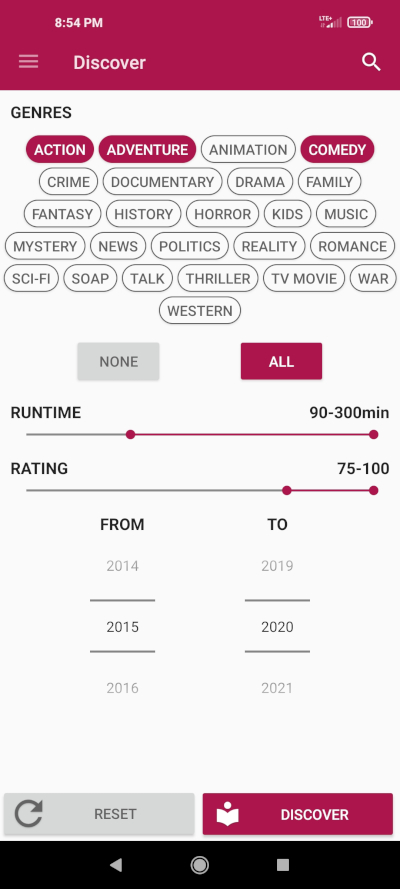 8:54 PM LTE+ 100
Discover
GENRES
ACTION ADVENTURE ANIMATION COMEDY
CRIME DOCUMENTARY DRAMA FAMILY
FANTASY HISTORY HORROR KIDS MUSIC
MYSTERY NEWS POLITICS REALITY ROMANCE
SCI-FI SOAP TALK THRILLER TV MOVIE WAR
WESTERN
NONE ALL
RUNTIME 90-300min
RATING 75-100
FROM TO
2014 2019
2015 2020
2016 2021
RESET DISCOVER